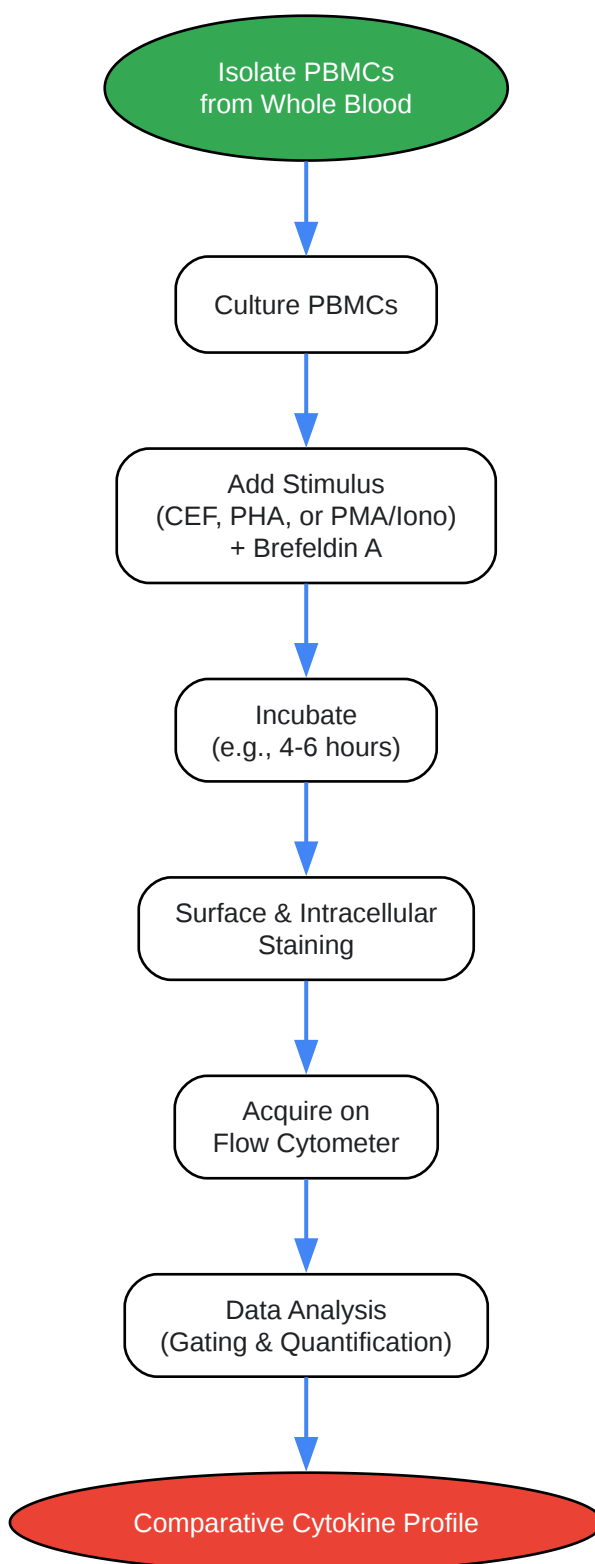 Isolate PBMCs
from Whole Blood
Culture PBMCs
Add Stimulus
(CEF, PHA, or PMA/Iono)
+ Brefeldin A
Incubate
(e.g., 4-6 hours)
Surface & Intracellular
Staining
Acquire on
Flow Cytometer
Data Analysis
(Gating & Quantification)
Comparative Cytokine Profile